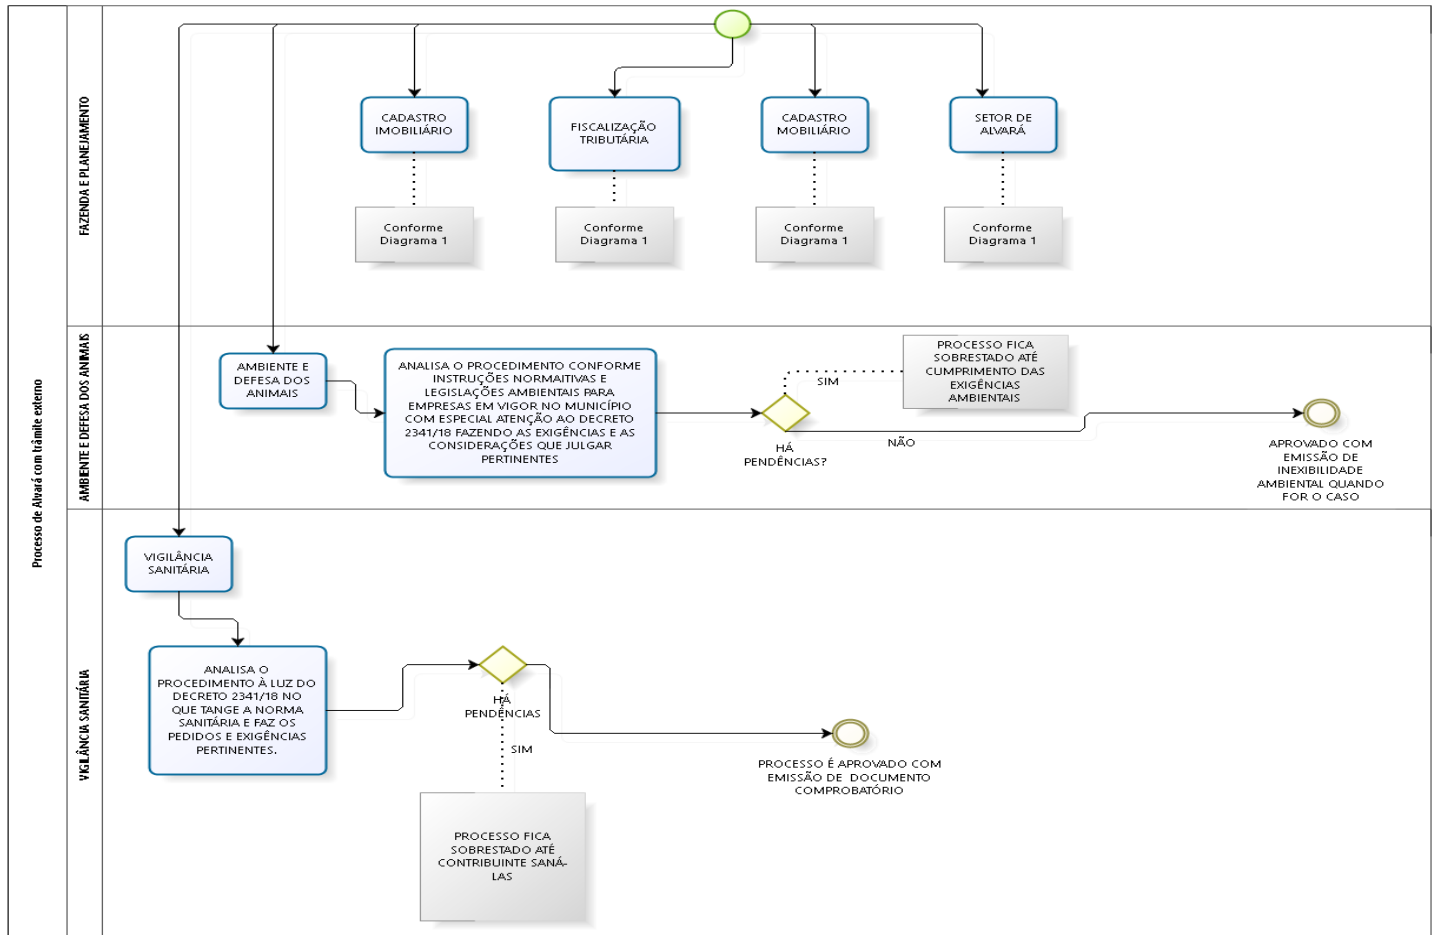 Processo de Alvará com trâmite externo
FAZENDA E PLANEJAMENTO
CADASTRO
IMOBILIÁRIO
FISCALIZAÇÃO
TRIBUTÁRIA
CADASTRO
MOBILIÁRIO
SETOR DE
ALVARÁ
Conforme
Diagrama 1
Conforme
Diagrama 1
Conforme
Diagrama 1
Conforme
Diagrama 1
AMBIENTE E DEFESA DOS ANIMAIS
AMBIENTE E
DEFESA DOS
ANIMAIS
ANALISA O PROCEDIMENTO CONFORME
INSTRUÇÕES NORMAITIVAS E
LEGISLAÇÕES AMBIENTAIS PARA
EMPRESAS EM VIGOR NO MUNICÍPIO
COM ESPECIAL ATENÇÃO AO DECRETO
2341/18 FAZENDO AS EXIGÊNCIAS E AS
CONSIDERAÇÕES QUE JULGAR
PERTINENTES
HÁ
PENDÊNCIAS?
SIM
PROCESSO FICA
SOBRESTADO ATÉ
CUMPRIMENTO DAS
EXIGÊNCIAS
AMBIENTAIS
NÃO
APROVADO COM
EMISSÃO DE
INEXIBILIDADE
AMBIENTAL QUANDO
FOR O CASO
VIGILÂNCIA SANITÁRIA
VIGILÂNCIA
SANITÁRIA
ANALISA O
PROCEDIMENTO À LUZ DO
DECRETO 2341/18 NO
QUE TANGE A NORMA
SANITÁRIA E FAZ OS
PEDIDOS E EXIGÊNCIAS
PERTINENTES.
HÁ
PENDÊNCIAS
SIM
PROCESSO FICA
SOBRESTADO ATÉ
CONTRIBUINTE SANÁ-
LAS
PROCESSO É APROVADO COM
EMISSÃO DE DOCUMENTO
COMPROBATÓRIO